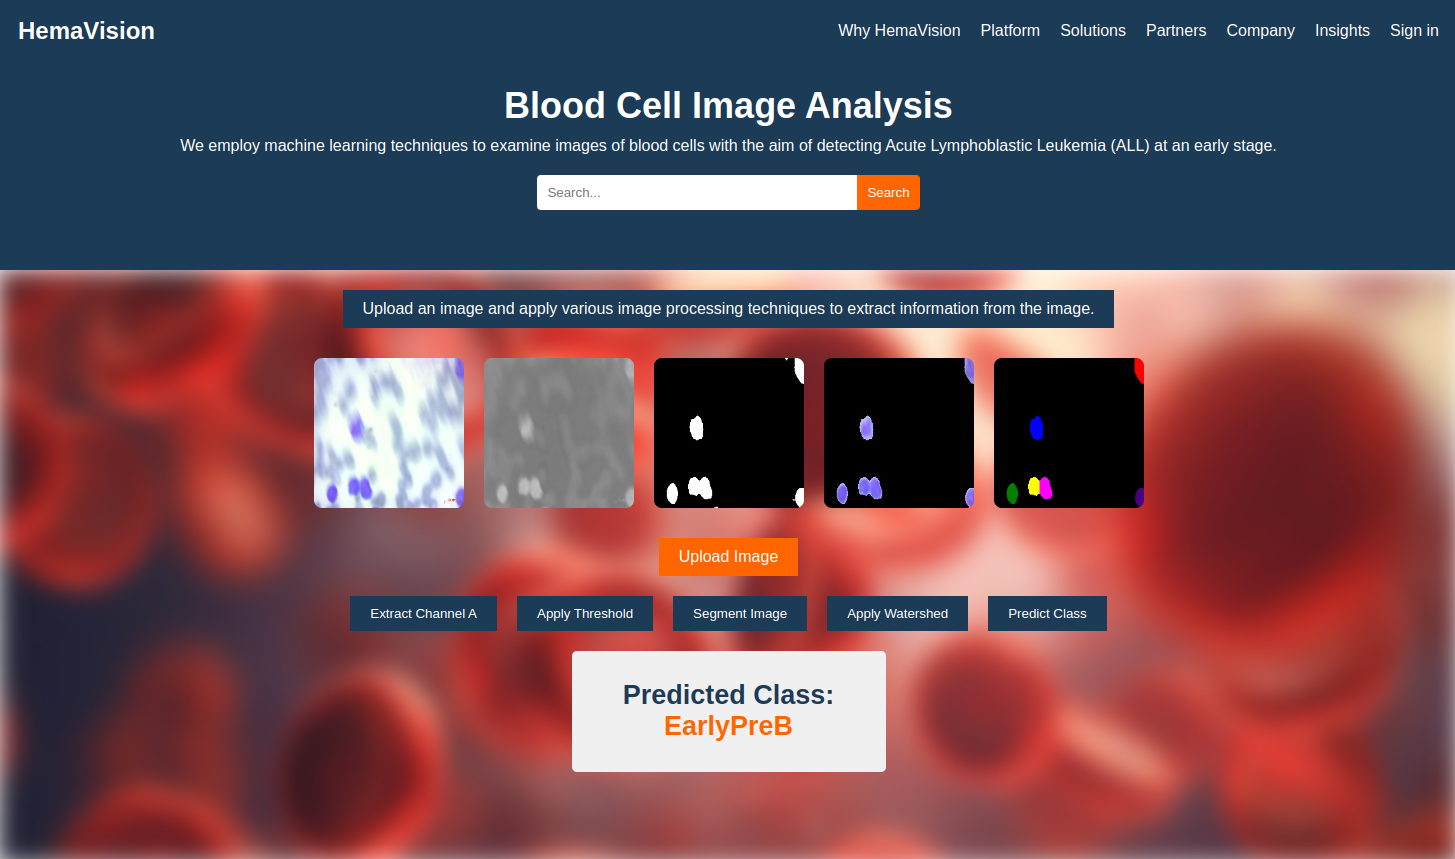 HemaVision
Why HemaVision Platform Solutions Partners Company Insights Sign in
Blood Cell Image Analysis
We employ machine learning techniques to examine images of blood cells with the aim of detecting Acute Lymphoblastic Leukemia (ALL) at an early stage.
Search... Search
Upload an image and apply various image processing techniques to extract information from the image.
Upload Image
Extract Channel A Apply Threshold Segment Image Apply Watershed Predict Class
Predicted Class:
EarlyPreB